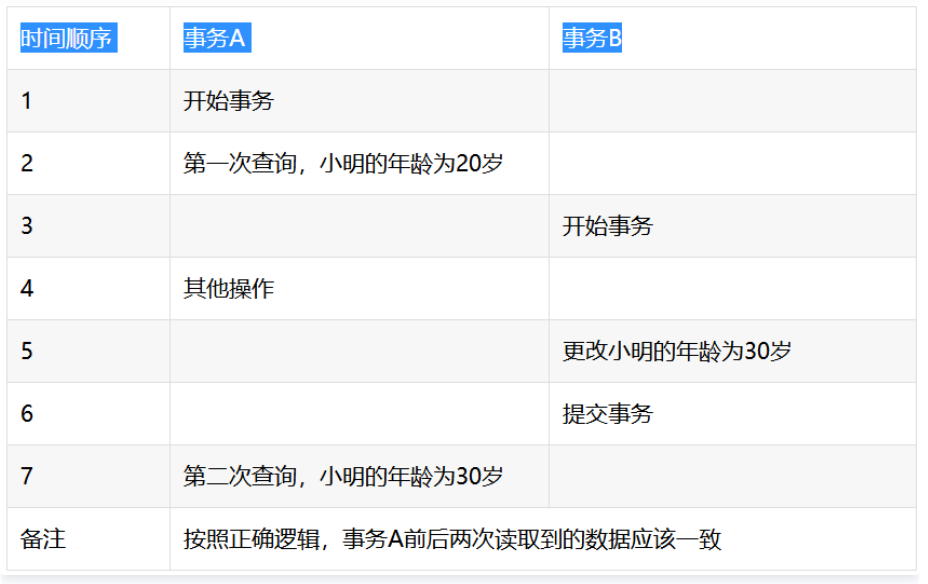 时间顺序 事务A 事务B
1 开始事务
2 第一次查询，小明的年龄为20岁
3 开始事务
4 其他操作
5 更改小明的年龄为30岁
6 提交事务
7 第二次查询，小明的年龄为30岁
备注 按照正确逻辑，事务A前后两次读取到的数据应该一致